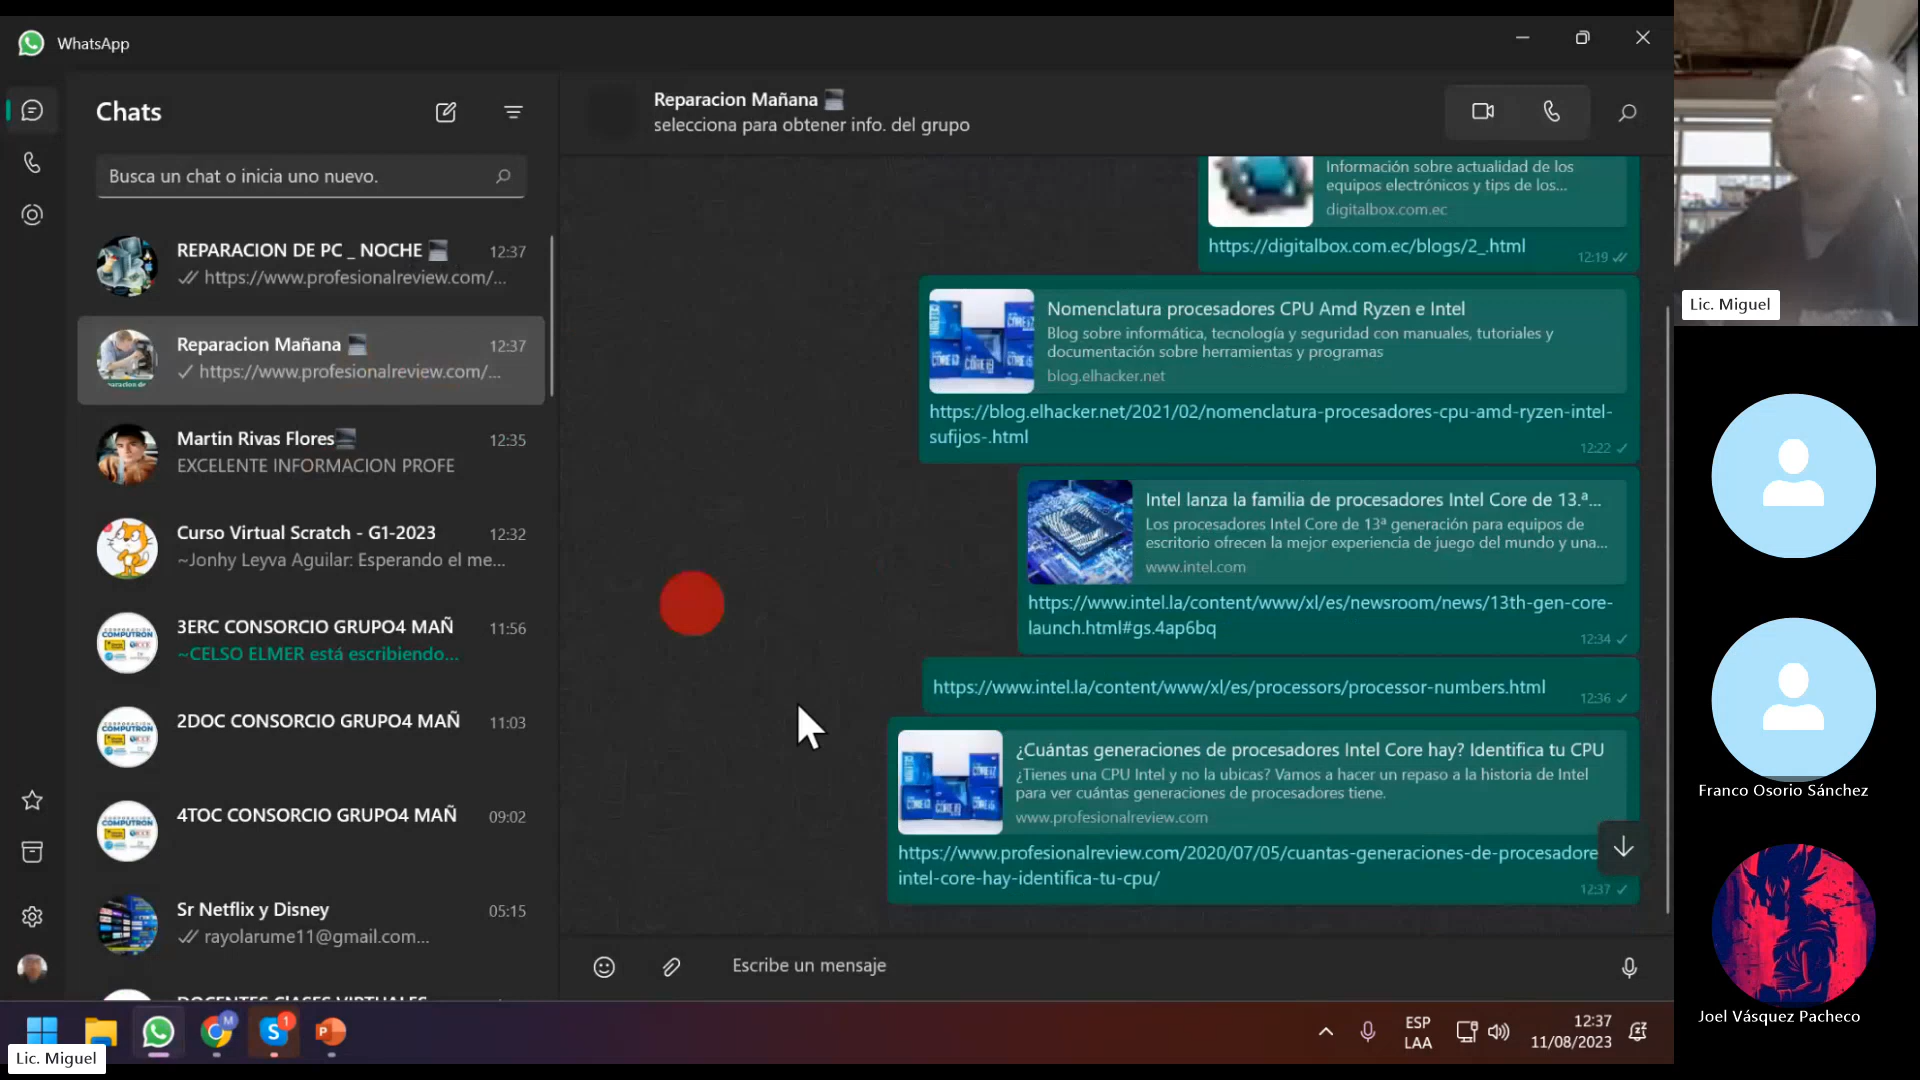 WhatsApp
Chats
Busca un chat o inicia uno nuevo.
REPARACION DE PC _ NOCHE
12:37
https://www.profesionalreview.com/...
Reparacion Mañana
12:37
https://www.profesionalreview.com/...
Martin Rivas Flores
12:35
EXCELENTE INFORMACION PROFE
Curso Virtual Scratch - G1-2023
12:32
~Jonhy Leyva Aguilar: Esperando el me...
3ERC CONSORCIO GRUPO4 MAÑ
11:56
~CELSO ELMER está escribiendo...
2DOC CONSORCIO GRUPO4 MAÑ
11:03
4TOC CONSORCIO GRUPO4 MAÑ
09:02
Sr Netflix y Disney
05:15
rayolarume11@gmail.com...
DOCENTES CLASES VIRTUALES
Reparacion Mañana
selecciona para obtener info. del grupo
Información sobre actualidad de los
equipos electrónicos y tips de los...
digitalbox.com.ec
https://digitalbox.com.ec/blogs/2_.html
12:19
Nomenclatura procesadores CPU Amd Ryzen e Intel
Blog sobre informática, tecnología y seguridad con manuales, tutoriales y
documentación sobre herramientas y programas
blog.elhacker.net
https://blog.elhacker.net/2021/02/nomenclatura-procesadores-cpu-amd-ryzen-intel-
sufijos-.html
12:22
Intel lanza la familia de procesadores Intel Core de 13.ª...
Los procesadores Intel Core de 13ª generación para equipos de
escritorio ofrecen la mejor experiencia de juego del mundo y una...
www.intel.com
https://www.intel.la/content/www/xl/es/newsroom/news/13th-gen-core-
launch.html#gs.4ap6bq
12:34
https://www.intel.la/content/www/xl/es/processors/processor-numbers.html
12:36
¿Cuántas generaciones de procesadores Intel Core hay? Identifica tu CPU
¿Tienes una CPU Intel y no la ubicas? Vamos a hacer un repaso a la historia de Intel
para ver cuántas generaciones de procesadores tiene.
www.profesionalreview.com
https://www.profesionalreview.com/2020/07/05/cuantas-generaciones-de-procesadore
intel-core-hay-identifica-tu-cpu/
12:37
Escribe un mensaje
ESP
LAA
12:37
11/08/2023
Lic. Miguel
Lic. Miguel
Franco Osorio Sánchez
Joel Vásquez Pacheco